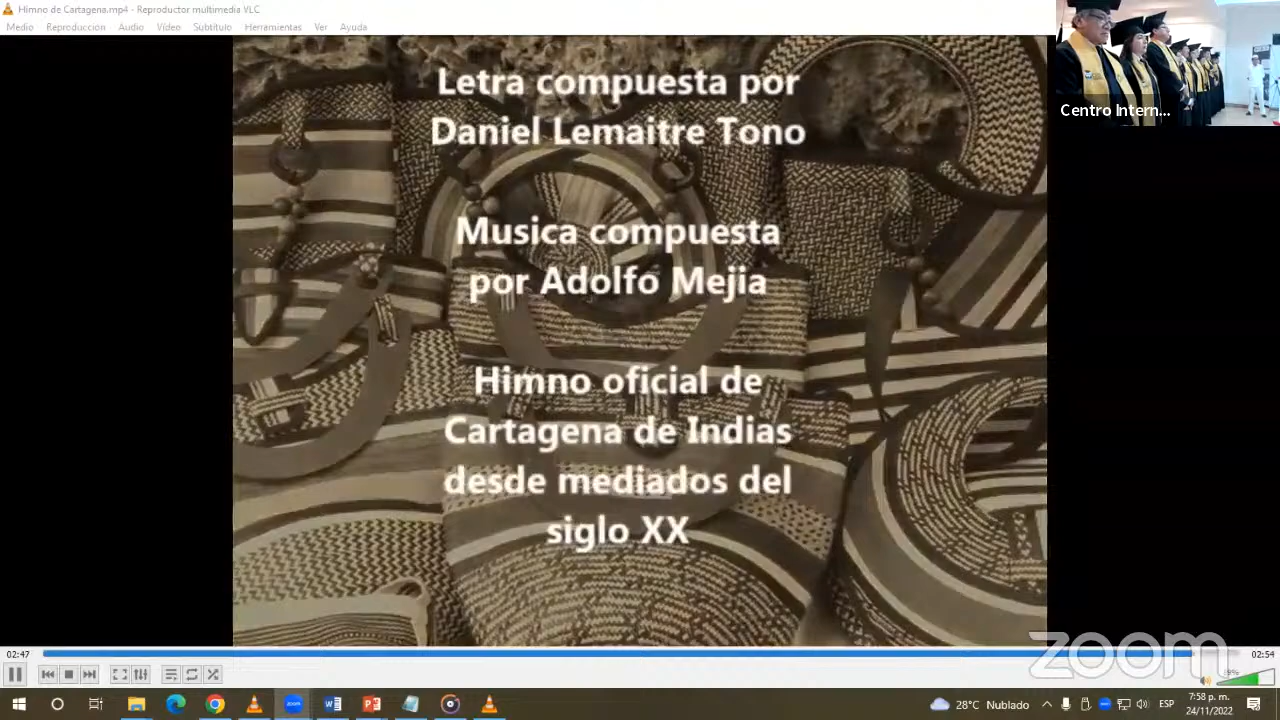 Himno de Cartagena.mp4 - Reproductor multimedia VLC
Medio Reproducción Audio Vídeo Subtítulo Herramientas Ver Ayuda
Centro Intern...
Letra compuesta por
Daniel Lemaitre Tono
Musica compuesta
por Adolfo Mejia
Himno oficial de
Cartagena de Indias
desde mediados del
siglo XX
zoom
02:47
02:54
zoom
28°C Nublado
ESP
7:58 p. m.
24/11/2022